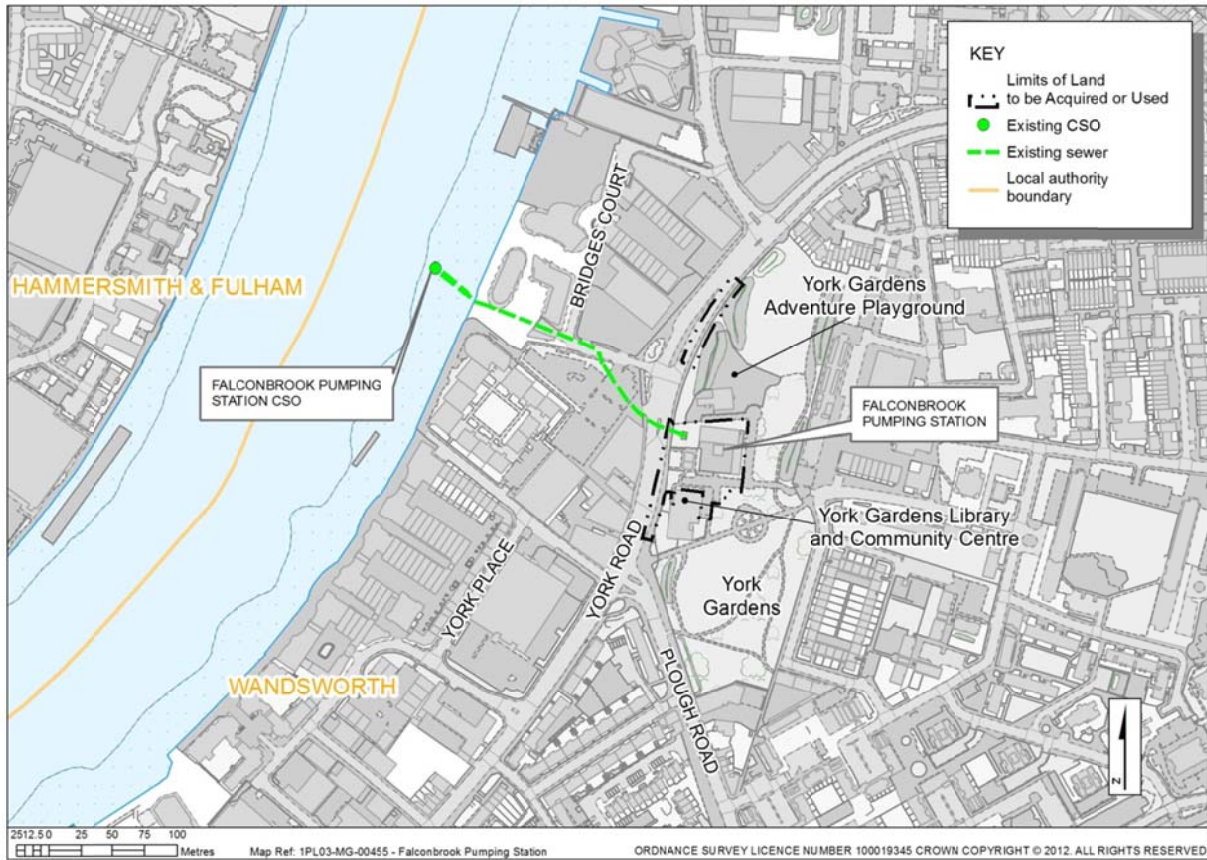 KEY
Limits of Land
to be Acquired or Used
Existing CSO
Existing sewer
Local authority
boundary
BRIDGES COURT
HAMMERSMITH & FULHAM
York Gardens
Adventure Playground
FALCONBROOK PUMPING
STATION CSO
FALCONBROOK
PUMPING STATION
York Gardens Library
and Community Centre
YORK PLACE
YORK ROAD
York
Gardens
WANDSWORTH
PLOUGH ROAD
N
2512.5 0 25 50 75 100
Metres
Map Ref: 1PL03-MG-00455 - Falconbrook Pumping Station
ORDNANCE SURVEY LICENCE NUMBER 100019345 CROWN COPYRIGHT © 2012. ALL RIGHTS RESERVED